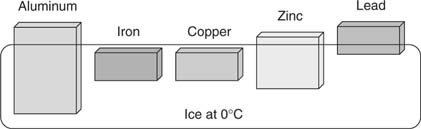 Aluminum
Iron
Copper
Zinc
Lead
Ice at 0°C